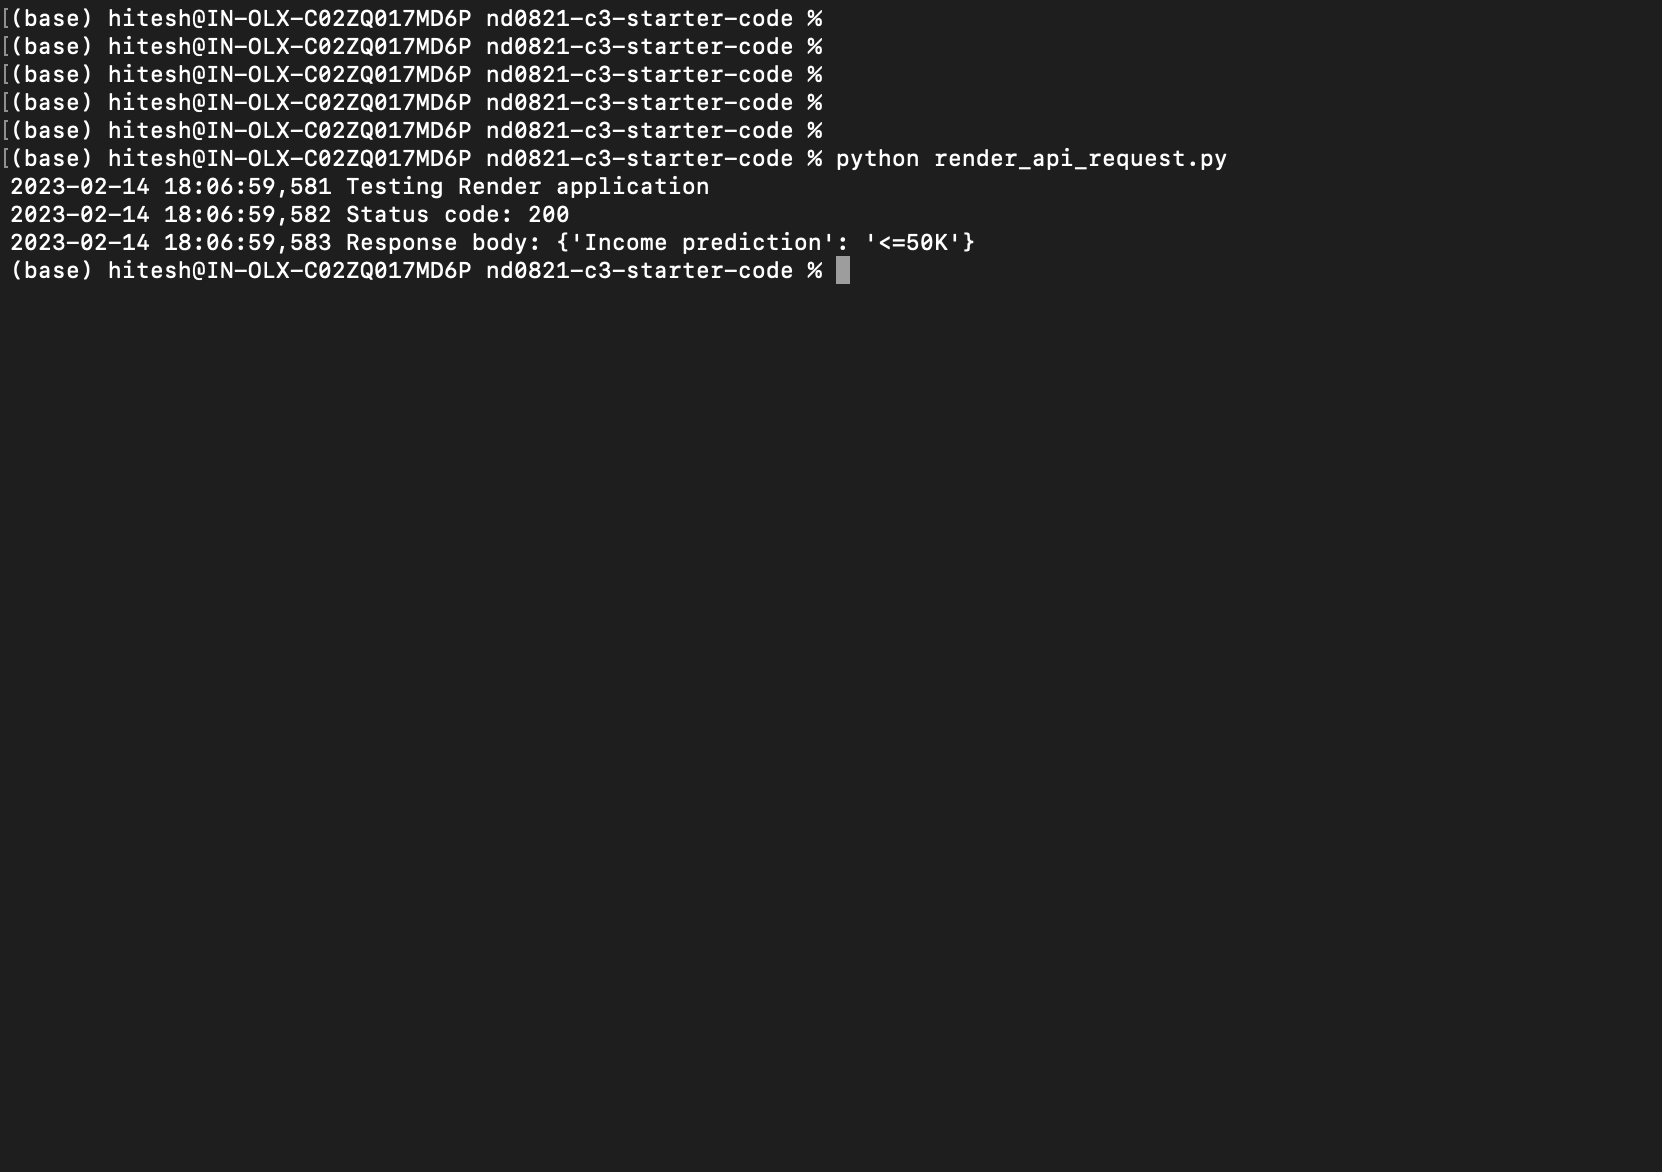 [(base) hitesh@IN-OLX-C02ZQ017MD6P nd0821-c3-starter-code %
[(base) hitesh@IN-OLX-C02ZQ017MD6P nd0821-c3-starter-code %
[(base) hitesh@IN-OLX-C02ZQ017MD6P nd0821-c3-starter-code %
[(base) hitesh@IN-OLX-C02ZQ017MD6P nd0821-c3-starter-code %
[(base) hitesh@IN-OLX-C02ZQ017MD6P nd0821-c3-starter-code %
[(base) hitesh@IN-OLX-C02ZQ017MD6P nd0821-c3-starter-code % python render_api_request.py
2023-02-14 18:06:59,581 Testing Render application
2023-02-14 18:06:59,582 Status code: 200
2023-02-14 18:06:59,583 Response body: {'Income prediction': '<=50K'}
(base) hitesh@IN-OLX-C02ZQ017MD6P nd0821-c3-starter-code %